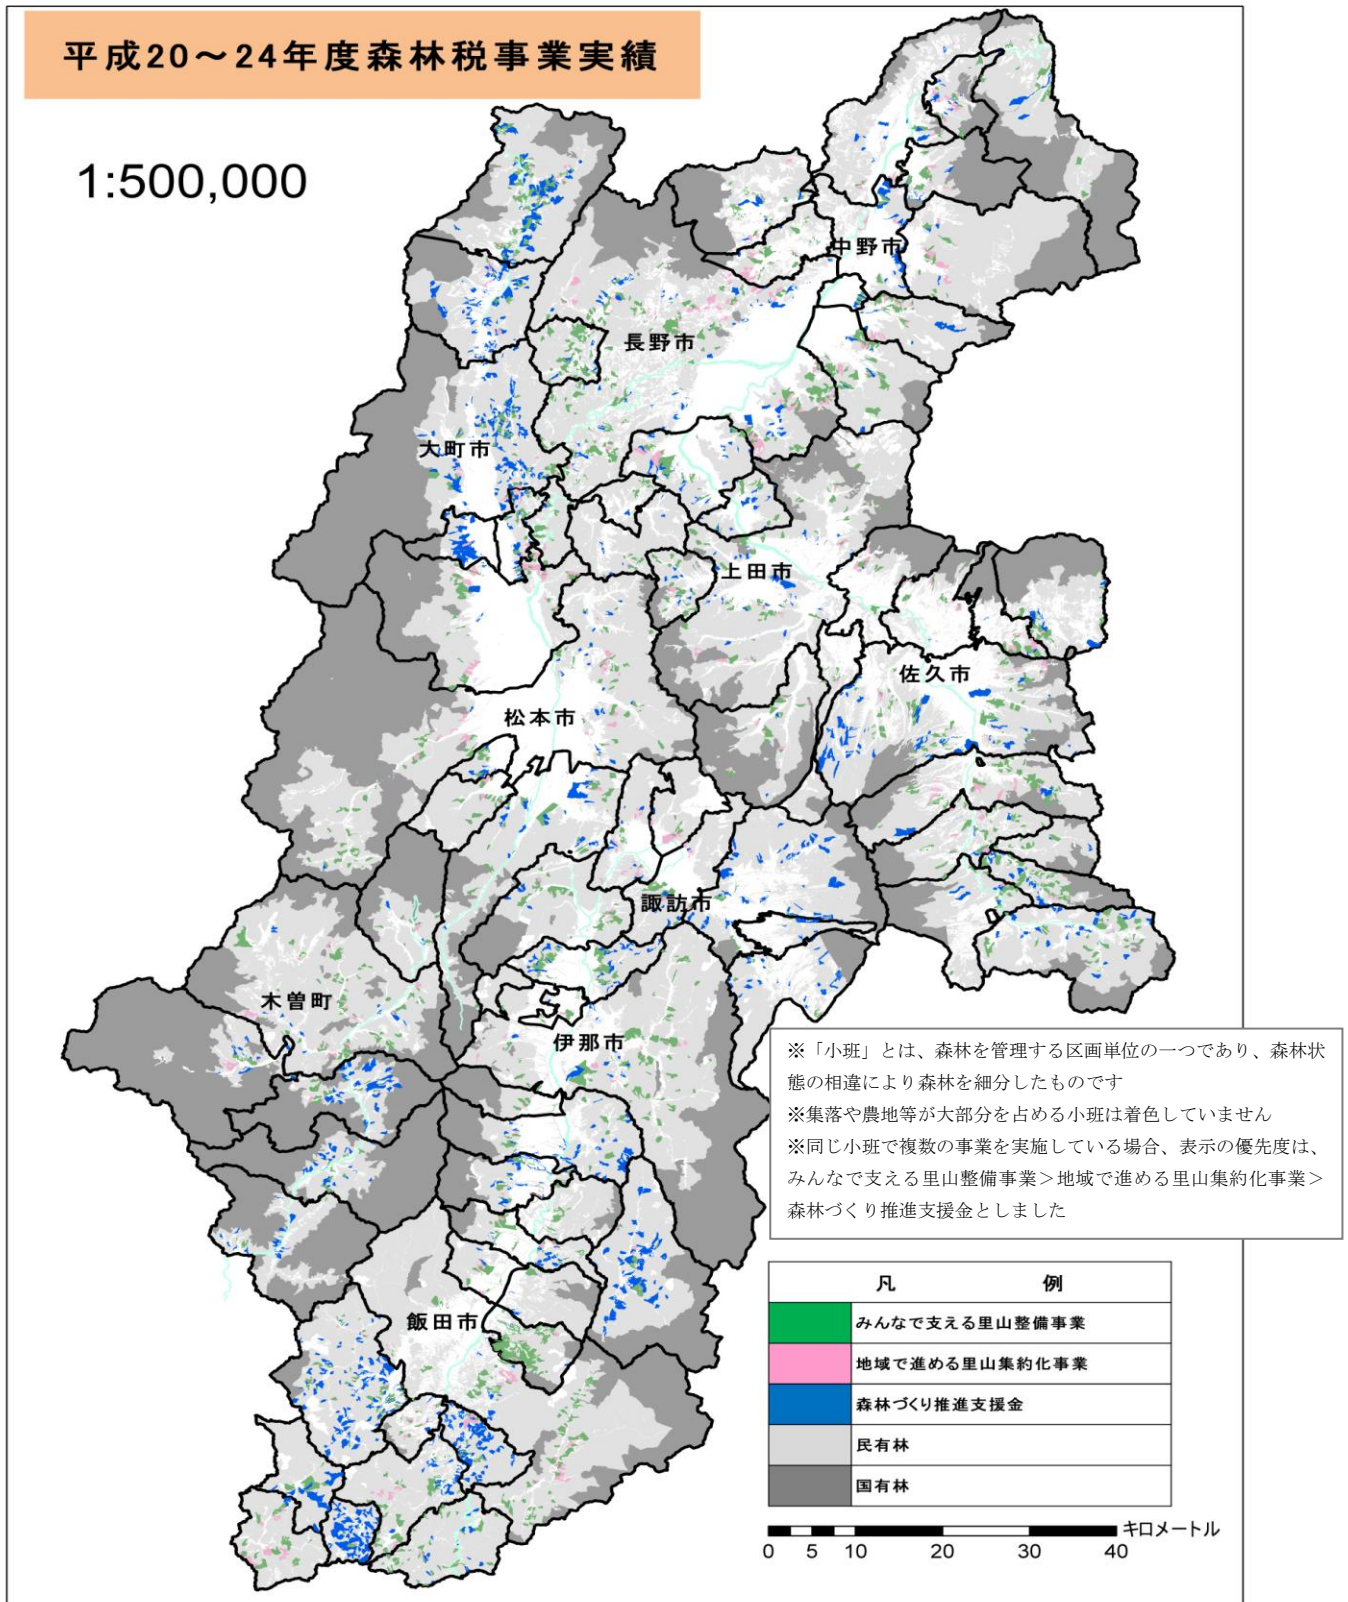 平成20～24年度森林税事業実績
1:500,000
中野市
長野市
大町市
上田市
佐久市
松本市
諏訪市
木曽町
伊那市
飯田市
※「小班」とは、森林を管理する区画単位の一つであり、森林状
態の相違により森林を細分したものです
※集落や農地等が大部分を占める小班は着色していません
※同じ小班で複数の事業を実施している場合、表示の優先度は、
みんなで支える里山整備事業＞地域で進める里山集約化事業＞
森林づくり推進支援金としました
凡　例
みんなで支える里山整備事業
地域で進める里山集約化事業
森林づくり推進支援金
民有林
国有林
キロメートル
0 5 10 20 30 40